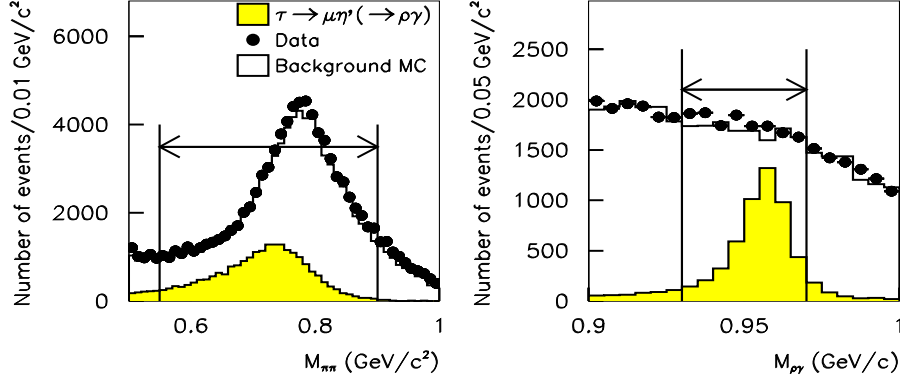 Number of events/0.01 GeV/c²
6000
4000
2000
0
0.6
0.8
1
M_ππ (GeV/c²)
τ → μη' (→ργ)
Data
Background MC
Number of events/0.05 GeV/c²
2500
2000
1500
1000
500
0
0.9
0.95
1
M_ργ (GeV/c)